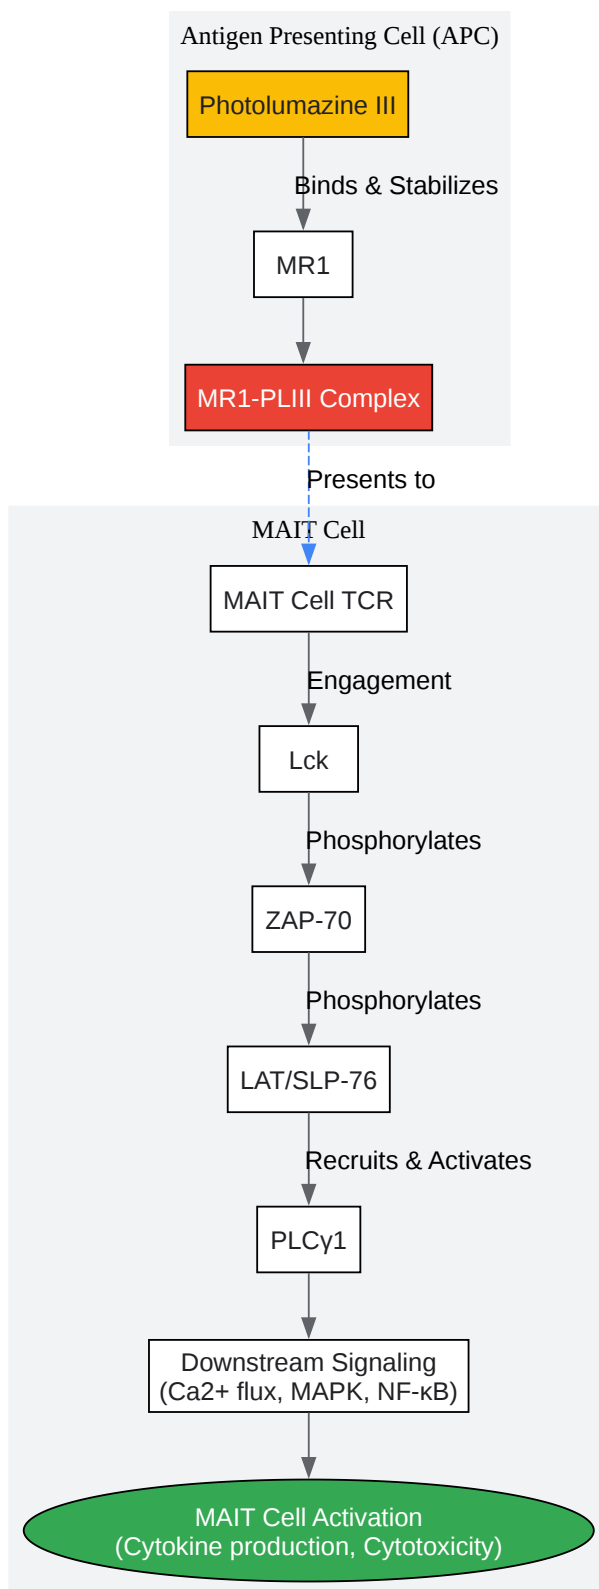 Antigen Presenting Cell (APC)
Photolumazine III
Binds & Stabilizes
MR1
MR1-PLIII Complex
Presents to
MAIT Cell
MAIT Cell TCR
Engagement
Lck
Phosphorylates
ZAP-70
Phosphorylates
LAT/SLP-76
Recruits & Activates
PLCγ1
Downstream Signaling
(Ca2+ flux, MAPK, NF-κB)
MAIT Cell Activation
(Cytokine production, Cytotoxicity)